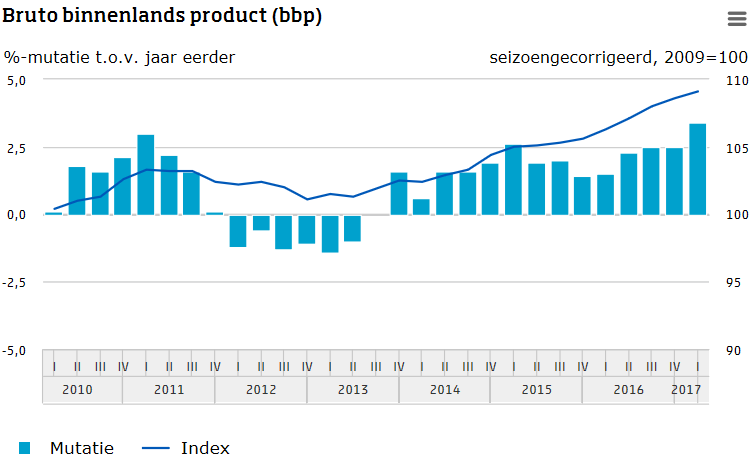 Bruto binnenlands product (bbp)
%-mutatie t.o.v. jaar eerder seizoengecorrigeerd, 2009=100
5,0 110
2,5 105
0,0 100
-2,5 95
-5,0 90
I II III IV I II III IV I II III IV I II III IV I II III IV I II III IV I II III IV I
2010 2011 2012 2013 2014 2015 2016 2017
Mutatie Index